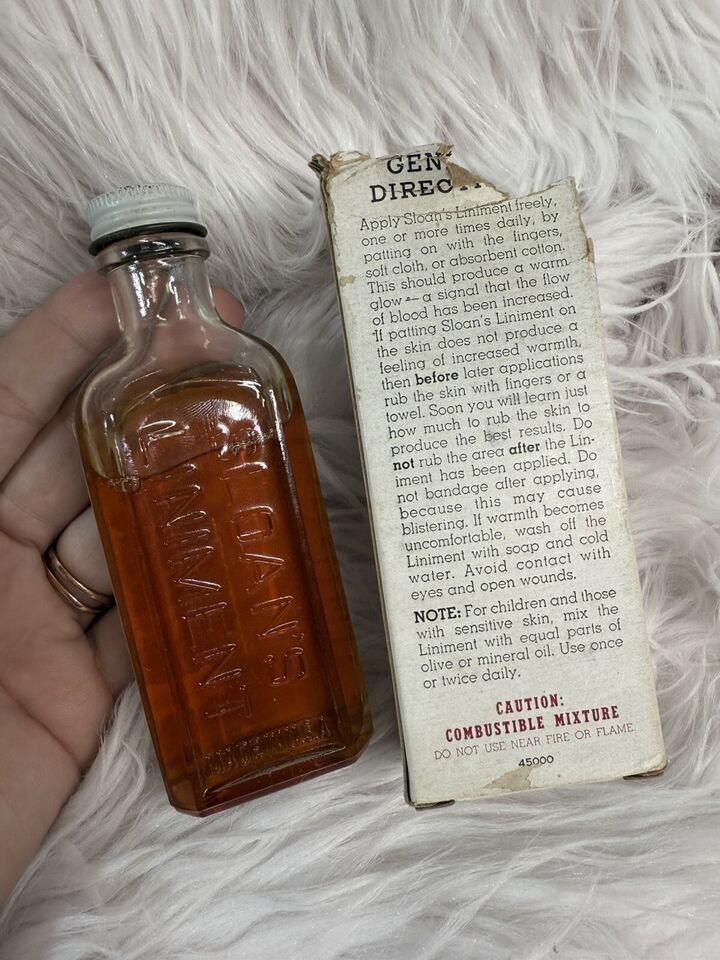 SLOAN'S
LINIMENT
MADE IN U.S.A.
GEN
DIREC
Apply Sloan's Liniment freely,
one or more times daily, by
patting on with the fingers,
soft cloth, or absorbent cotton.
This should produce a warm
glow — a signal that the flow
of blood has been increased.
If patting Sloan's Liniment on
the skin does not produce a
feeling of increased warmth,
then before later applications
rub the skin with fingers or a
towel. Soon you will learn just
how much to rub the skin to
produce the best results. Do
not rub the area after the Lin-
iment has been applied. Do
not bandage after applying,
because this may cause
blistering. If warmth becomes
uncomfortable, wash off the
Liniment with soap and cold
water. Avoid contact with
eyes and open wounds.
NOTE: For children and those
with sensitive skin, mix the
Liniment with equal parts of
olive or mineral oil. Use once
or twice daily.
CAUTION:
COMBUSTIBLE MIXTURE
DO NOT USE NEAR FIRE OR FLAME
45000